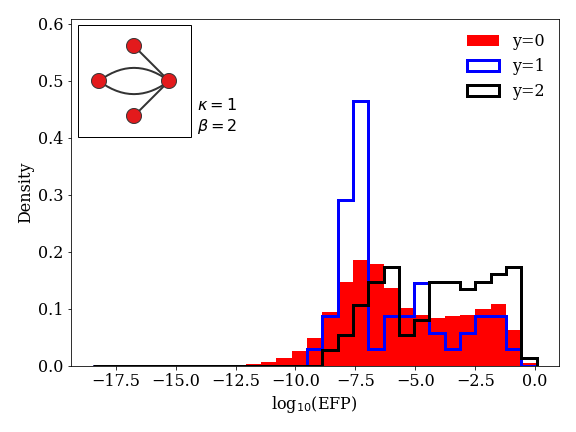 0.6
0.5
0.4
0.3
0.2
0.1
0.0
Density
κ = 1
β = 2
y=0
y=1
y=2
−17.5 −15.0 −12.5 −10.0 −7.5 −5.0 −2.5 0.0
log₁₀(EFP)